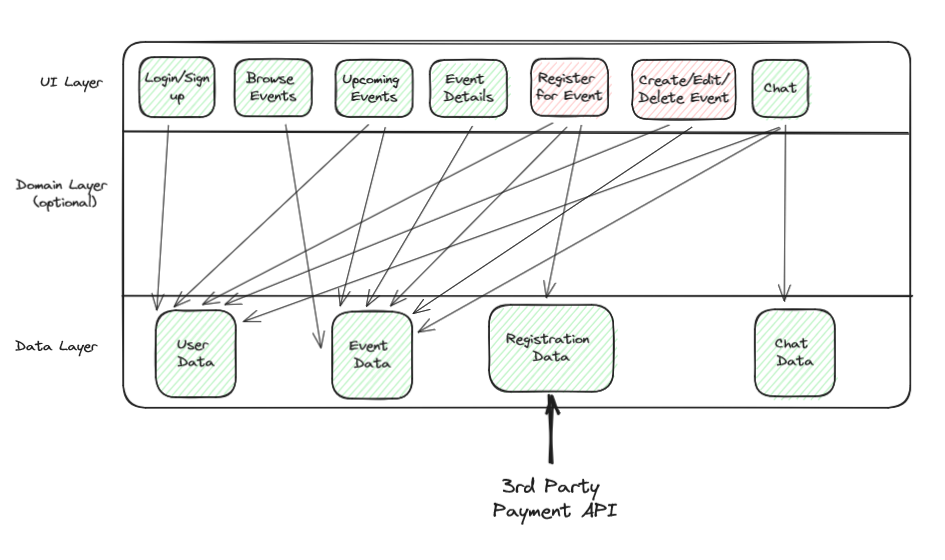 UI Layer
Login/Sign
up
Browse
Events
Upcoming
Events
Event
Details
Register
for Event
Create/Edit/
Delete Event
Chat
Domain Layer
(optional)
Data Layer
User
Data
Event
Data
Registration
Data
Chat
Data
3rd Party
Payment API